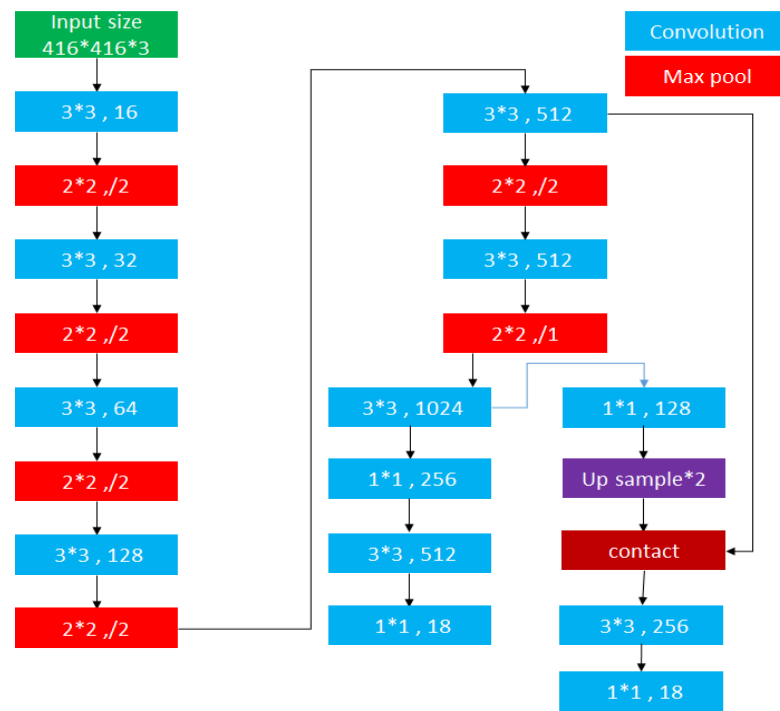 Input size
416*416*3
3*3 , 16
2*2 ,/2
3*3 , 32
2*2 ,/2
3*3 , 64
2*2 ,/2
3*3 , 128
2*2 ,/2
Convolution
Max pool
3*3 , 512
2*2 ,/2
3*3 , 512
2*2 ,/1
3*3 , 1024
1*1 , 256
3*3 , 512
1*1 , 18
1*1 , 128
Up sample*2
contact
3*3 , 256
1*1 , 18